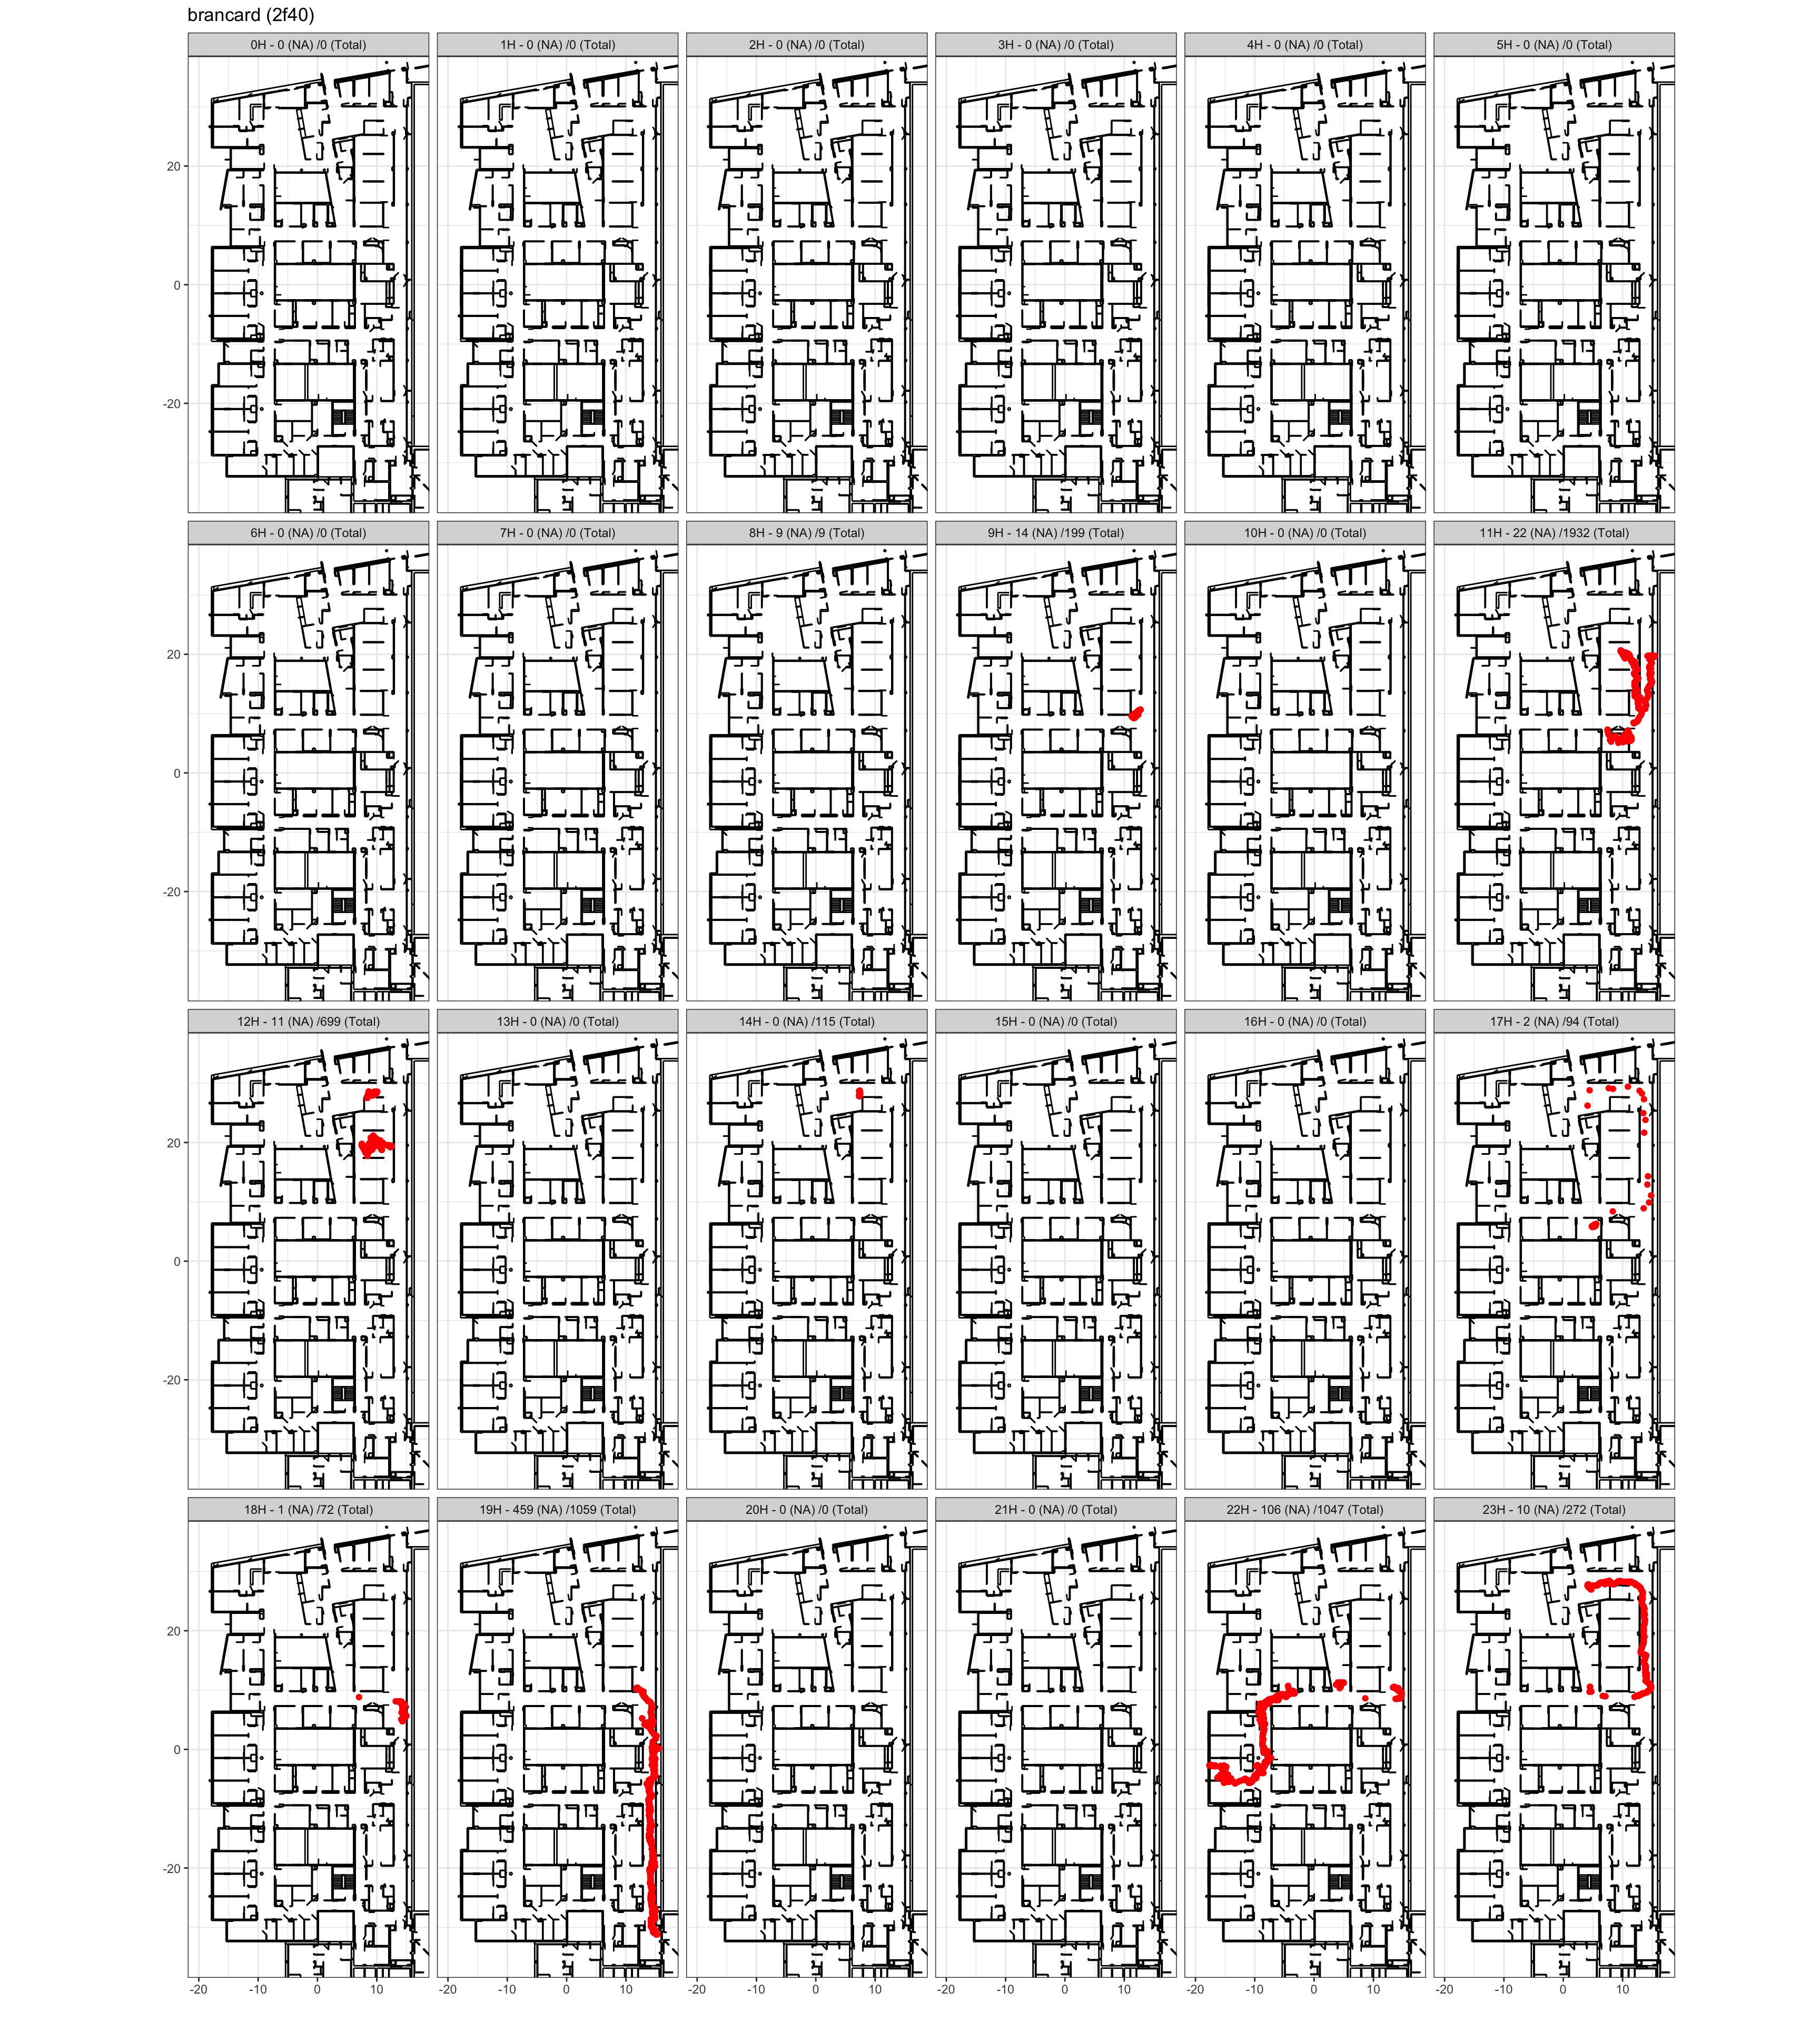 brancard (2f40)
0H - 0 (NA) /0 (Total) 1H - 0 (NA) /0 (Total) 2H - 0 (NA) /0 (Total) 3H - 0 (NA) /0 (Total) 4H - 0 (NA) /0 (Total) 5H - 0 (NA) /0 (Total)
20
0
-20
6H - 0 (NA) /0 (Total) 7H - 0 (NA) /0 (Total) 8H - 9 (NA) /9 (Total) 9H - 14 (NA) /199 (Total) 10H - 0 (NA) /0 (Total) 11H - 22 (NA) /1932 (Total)
20
0
-20
12H - 11 (NA) /699 (Total) 13H - 0 (NA) /0 (Total) 14H - 0 (NA) /115 (Total) 15H - 0 (NA) /0 (Total) 16H - 0 (NA) /0 (Total) 17H - 2 (NA) /94 (Total)
20
0
-20
18H - 1 (NA) /72 (Total) 19H - 459 (NA) /1059 (Total) 20H - 0 (NA) /0 (Total) 21H - 0 (NA) /0 (Total) 22H - 106 (NA) /1047 (Total) 23H - 10 (NA) /272 (Total)
20
0
-20
-20 -10 0 10 -20 -10 0 10 -20 -10 0 10 -20 -10 0 10 -20 -10 0 10 -20 -10 0 10